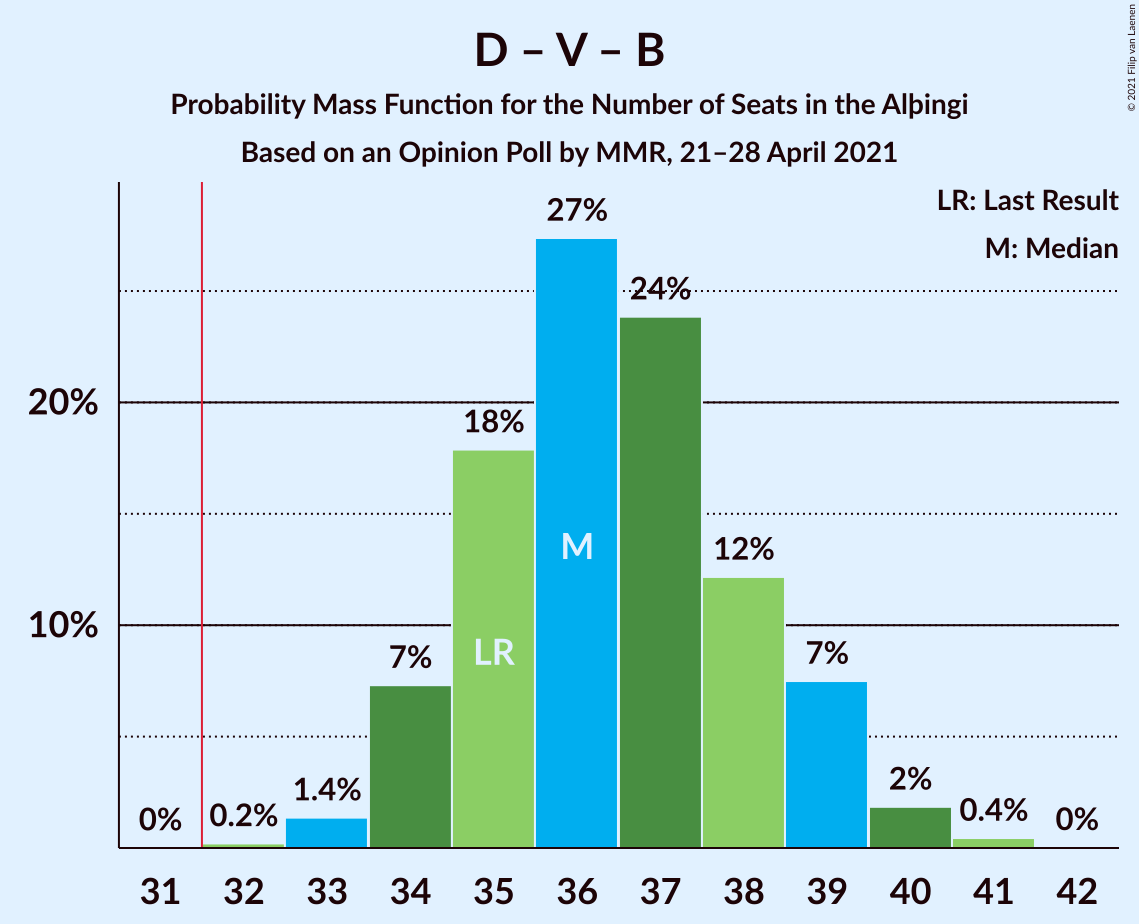 D – V – B
Probability Mass Function for the Number of Seats in the Alþingi
Based on an Opinion Poll by MMR, 21–28 April 2021
© 2021 Filip van Laenen
LR: Last Result
M: Median
27%
24%
20%
18%
12%
10%
7%
7%
1.4%
2%
0%
0.2%
0.4%
0%
M
LR
31 32 33 34 35 36 37 38 39 40 41 42